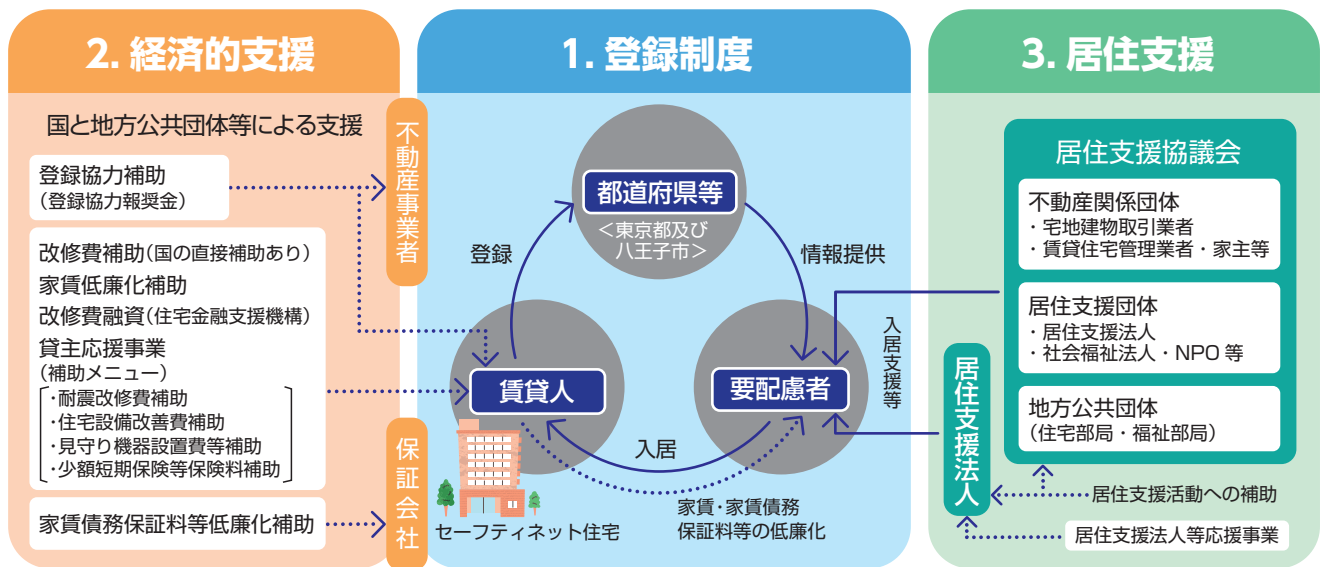 2. 経済的支援
国と地方公共団体等による支援
登録協力補助
（登録協力報奨金）
改修費補助（国の直接補助あり）
家賃低廉化補助
改修費融資（住宅金融支援機構）
貸主応援事業
（補助メニュー）
・耐震改修費補助
・住宅設備改善費補助
・見守り機器設置費等補助
・少額短期保険等保険料補助
家賃債務保証料等低廉化補助
不動産事業者
保証会社
1. 登録制度
都道府県等
＜東京都及び
八王子市＞
登録
情報提供
賃貸人
要配慮者
入居
セーフティネット住宅
家賃・家賃債務
保証料等の低廉化
入居支援等
3. 居住支援
居住支援協議会
不動産関係団体
・宅地建物取引業者
・賃貸住宅管理業者・家主等
居住支援団体
・居住支援法人
・社会福祉法人・NPO 等
地方公共団体
（住宅部局・福祉部局）
居住支援法人
居住支援活動への補助
居住支援法人等応援事業